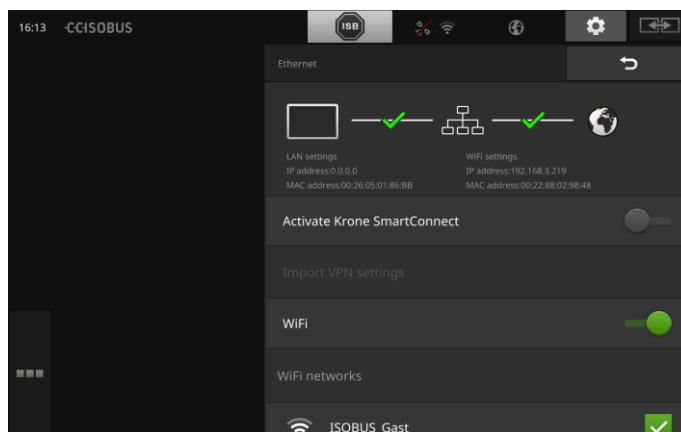 16:13 CCISOBUS
ISB
Ethernet
LAN settings
IP address:0.0.0.0
MAC address:00:26:05:01:86:BB
WiFi settings
IP address:192.168.3.219
MAC address:00:22:88:02:98:48
Activate Krone SmartConnect
Import VPN settings
WiFi
WiFi networks
ISOBUS_Gast